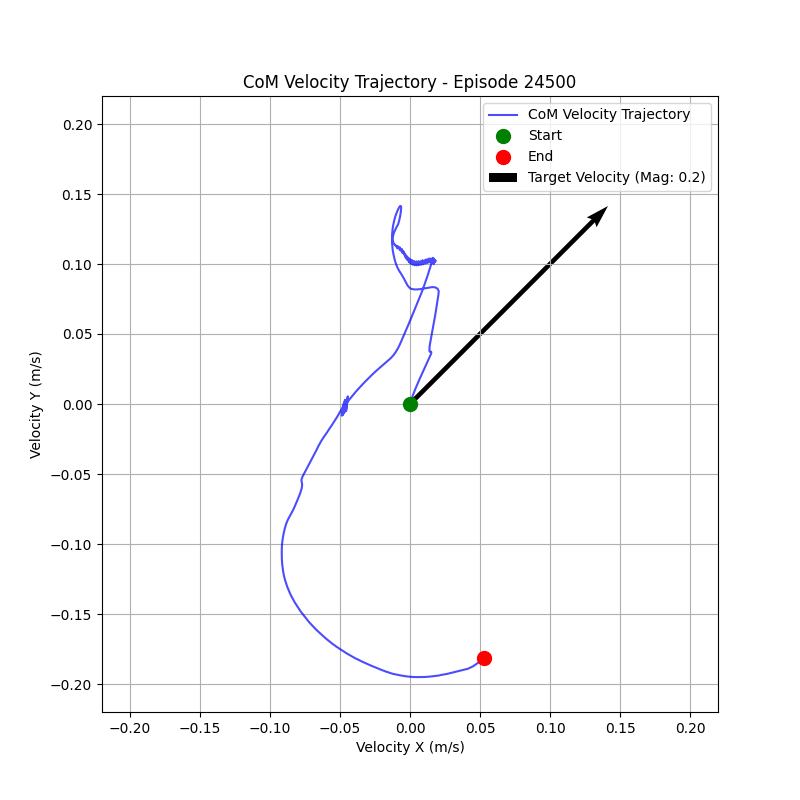 CoM Velocity Trajectory - Episode 24500
CoM Velocity Trajectory
Start
End
Target Velocity (Mag: 0.2)
Velocity Y (m/s)
0.20
0.15
0.10
0.05
0.00
−0.05
−0.10
−0.15
−0.20
−0.20 −0.15 −0.10 −0.05 0.00 0.05 0.10 0.15 0.20
Velocity X (m/s)